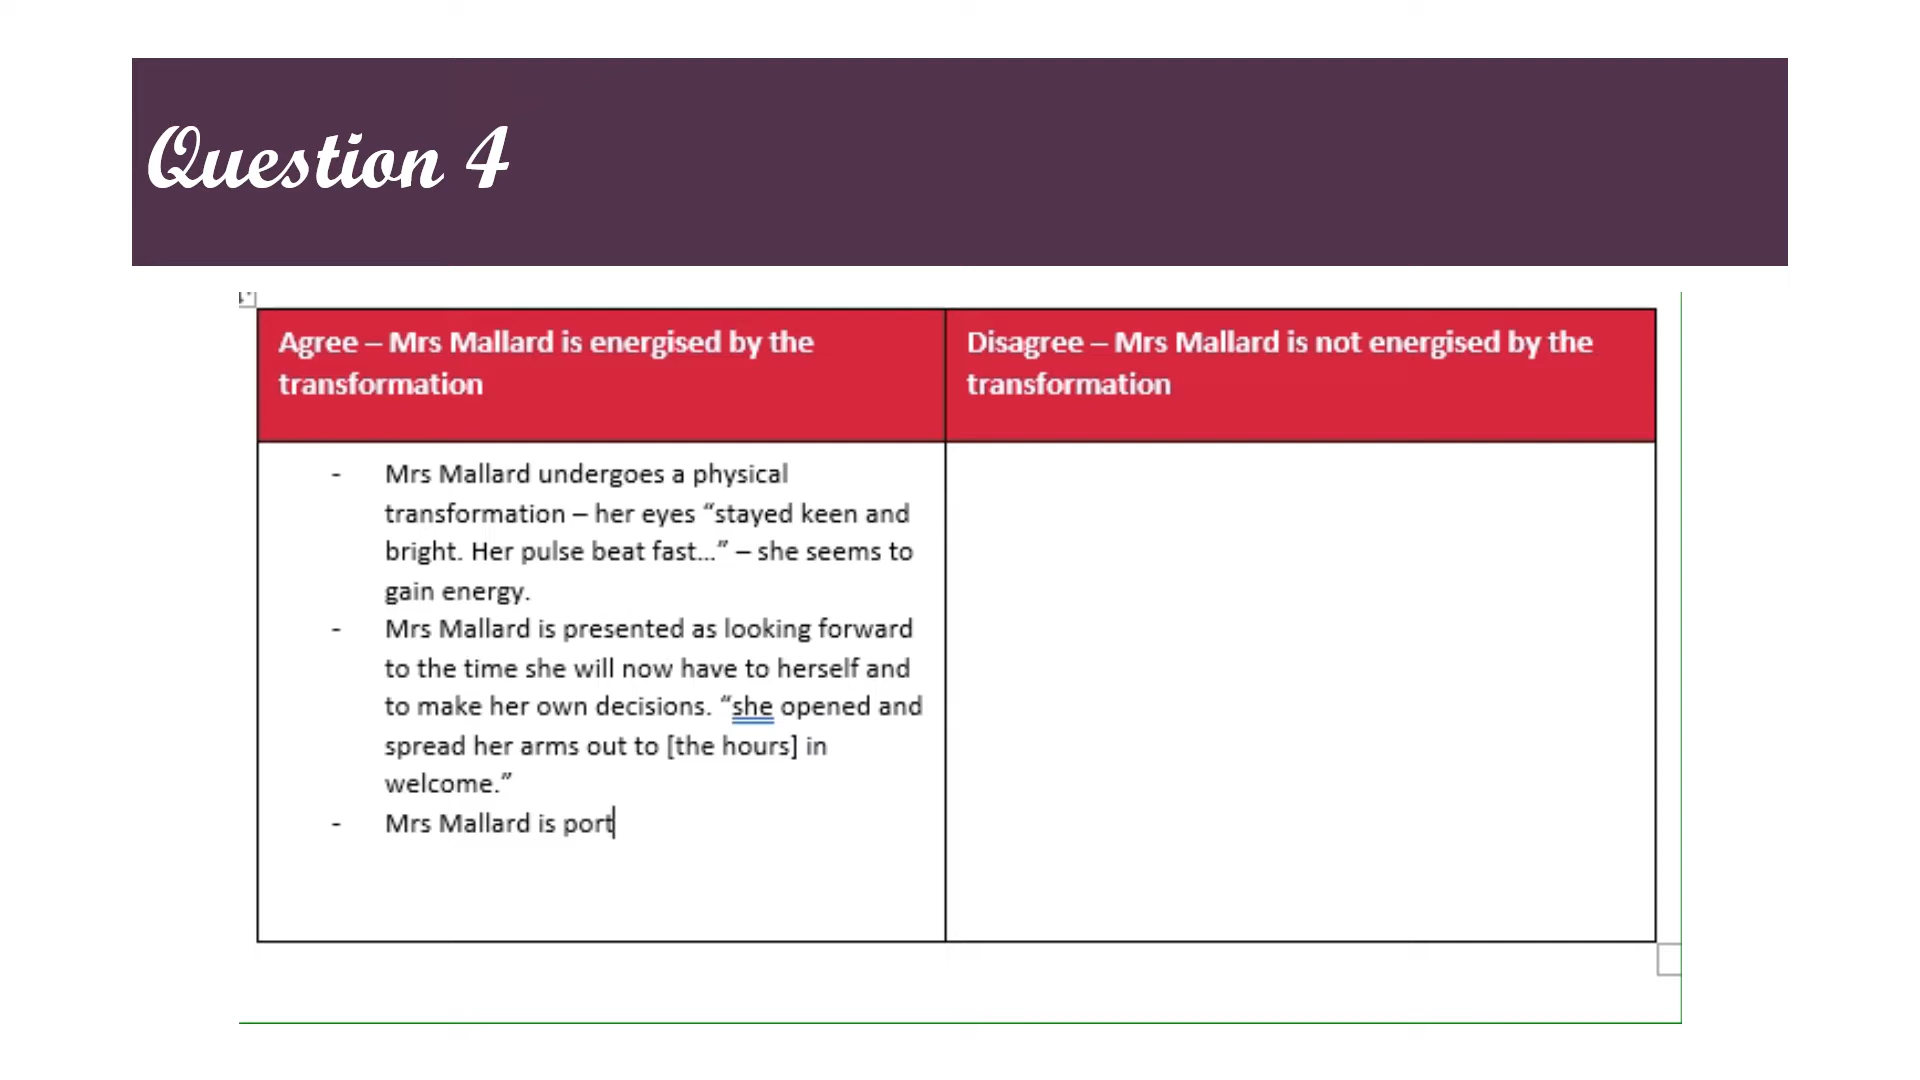 Question 4
Agree – Mrs Mallard is energised by the
transformation
Disagree – Mrs Mallard is not energised by the
transformation
- Mrs Mallard undergoes a physical
transformation – her eyes “stayed keen and
bright. Her pulse beat fast…” – she seems to
gain energy.
- Mrs Mallard is presented as looking forward
to the time she will now have to herself and
to make her own decisions. “she opened and
spread her arms out to [the hours] in
welcome.”
- Mrs Mallard is port